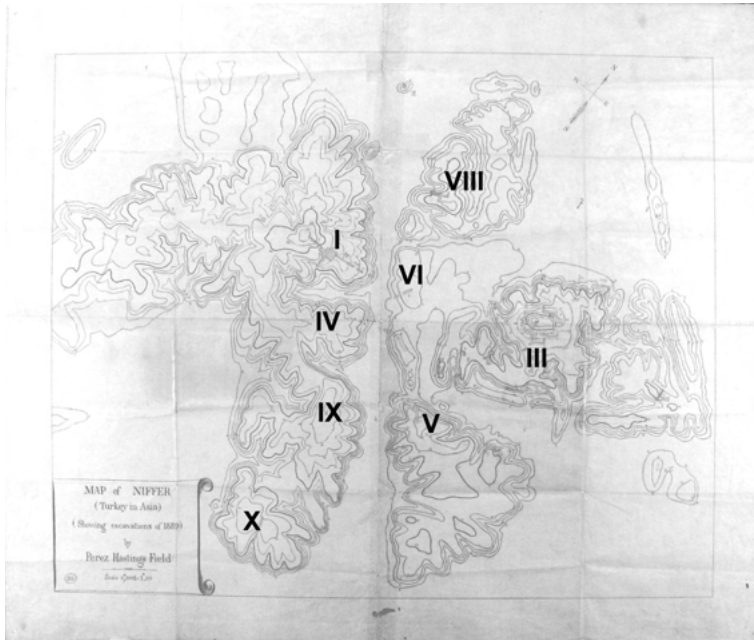 VIII
I
VI
IV
III
IX
V
X
MAP of NIFFER
(Turkey in Asia)
(Showing excavations of 1889)
by
Perez Hastings Field